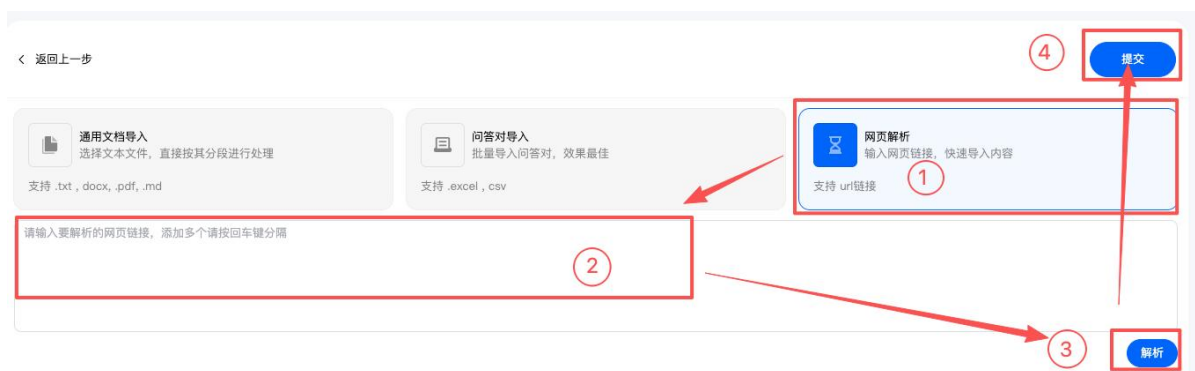 返回上一步
④
提交
通用文档导入
选择文本文件，直接按其分段进行处理
支持 .txt , docx, .pdf, .md
问答对导入
批量导入问答对，效果最佳
支持 .excel , csv
网页解析
输入网页链接，快速导入内容
支持 url链接
①
请输入要解析的网页链接，添加多个请按回车键分隔
②
③
解析